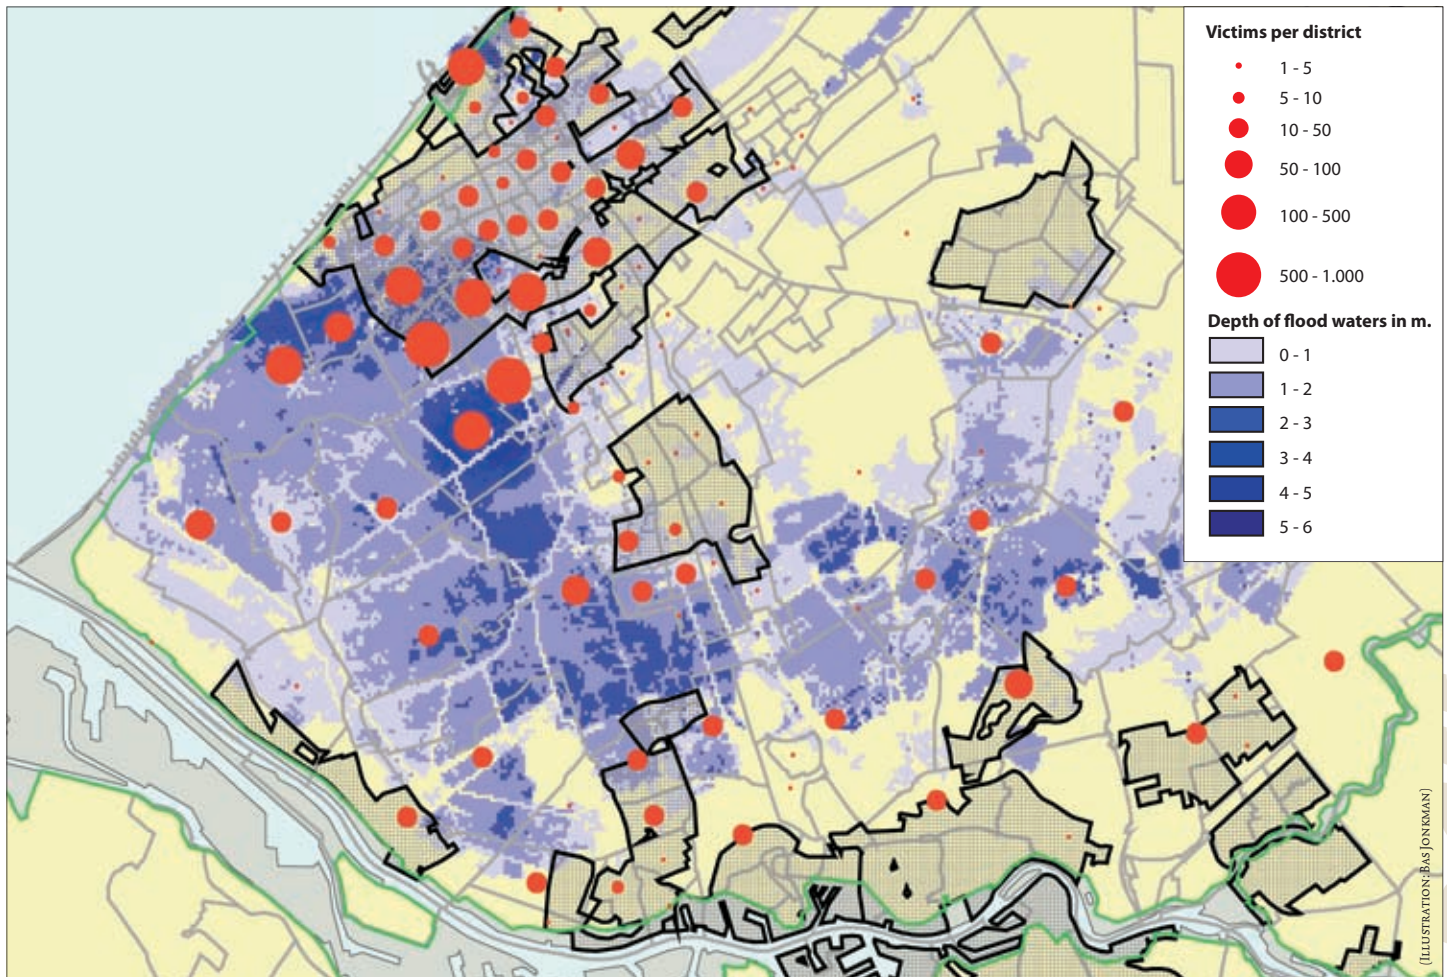 Victims per district
1 - 5
5 - 10
10 - 50
50 - 100
100 - 500
500 - 1.000
Depth of flood waters in m.
0 - 1
1 - 2
2 - 3
3 - 4
4 - 5
5 - 6
(Illustration: Bas Jonkman)